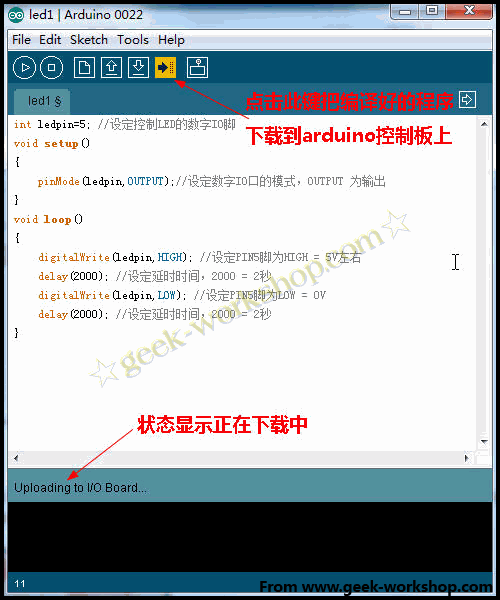 led1 | Arduino 0022
File Edit Sketch Tools Help
点击此键把编译好的程序
led1 §
下载到arduino控制板上
int ledpin=5; //设定控制LED的数字IO脚
void setup()
{
pinMode(ledpin,OUTPUT);//设定数字IO口的模式，OUTPUT 为输出
}
void loop()
{
digitalWrite(ledpin,HIGH); //设定PIN5脚为HIGH = 5V左右
delay(2000); //设定延时时间，2000 = 2秒
digitalWrite(ledpin,LOW); //设定PIN5脚为LOW = 0V
delay(2000); //设定延时时间，2000 = 2秒
}
☆geek-workshop.com☆
状态显示正在下载中
Uploading to I/O Board...
11
From www.geek-workshop.com